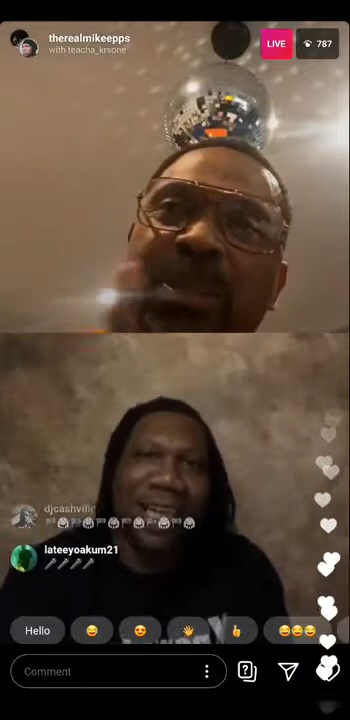 therealmikeepps
with teacha_krsone
LIVE
787
djcashville
lateeyoakum21
Hello
Comment